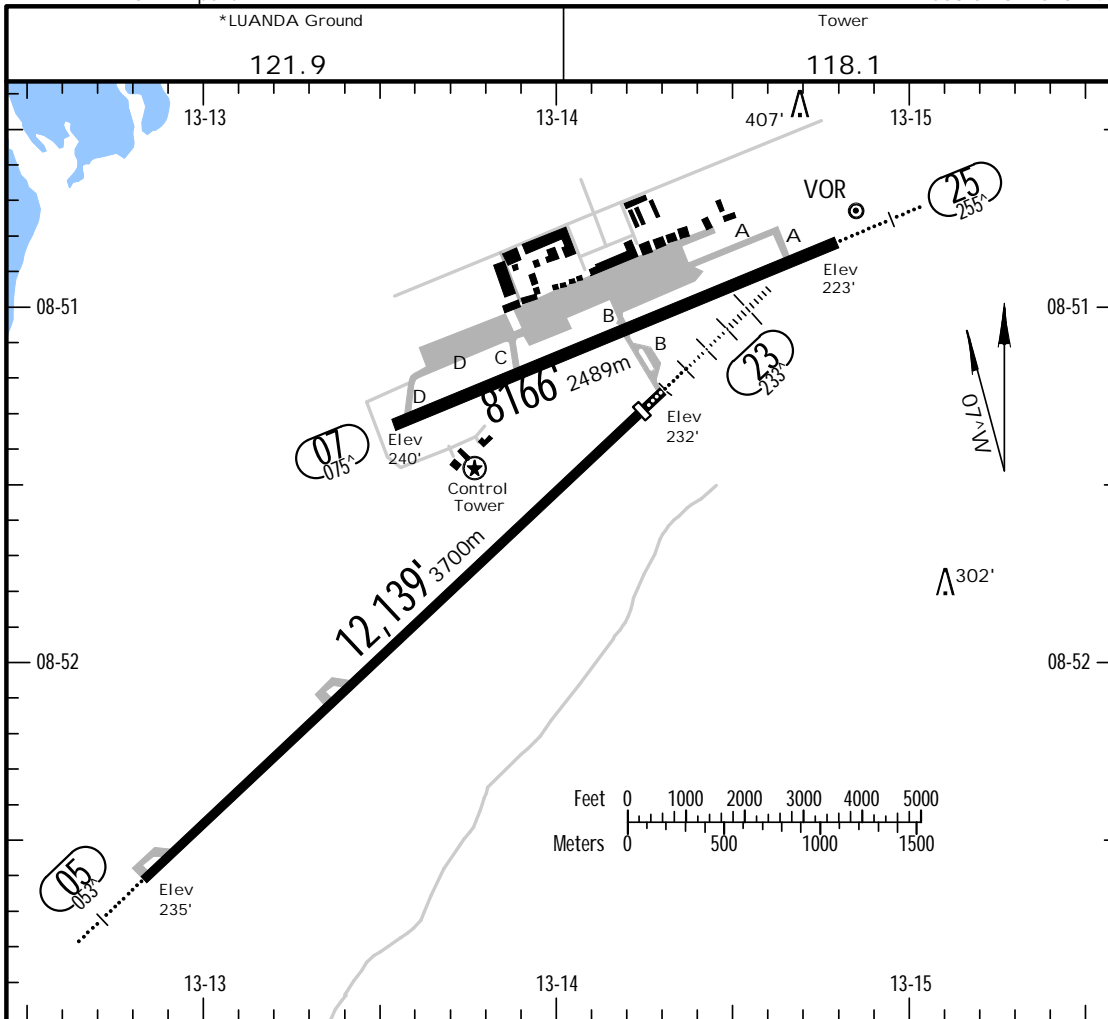 *LUANDA Ground
Tower
121.9
118.1
13-13
13-14
407'
13-15
VOR
25
255^
A
A
Elev
223'
08-51
08-51
B
B
C
D
D
23
233^
8166'
2489m
07^W
Elev
232'
07
075^
Elev
240'
Control
Tower
12,139'
3700m
302'
08-52
08-52
Feet 0 1000 2000 3000 4000 5000
Meters 0 500 1000 1500
05
053^
Elev
235'
13-13
13-14
13-15